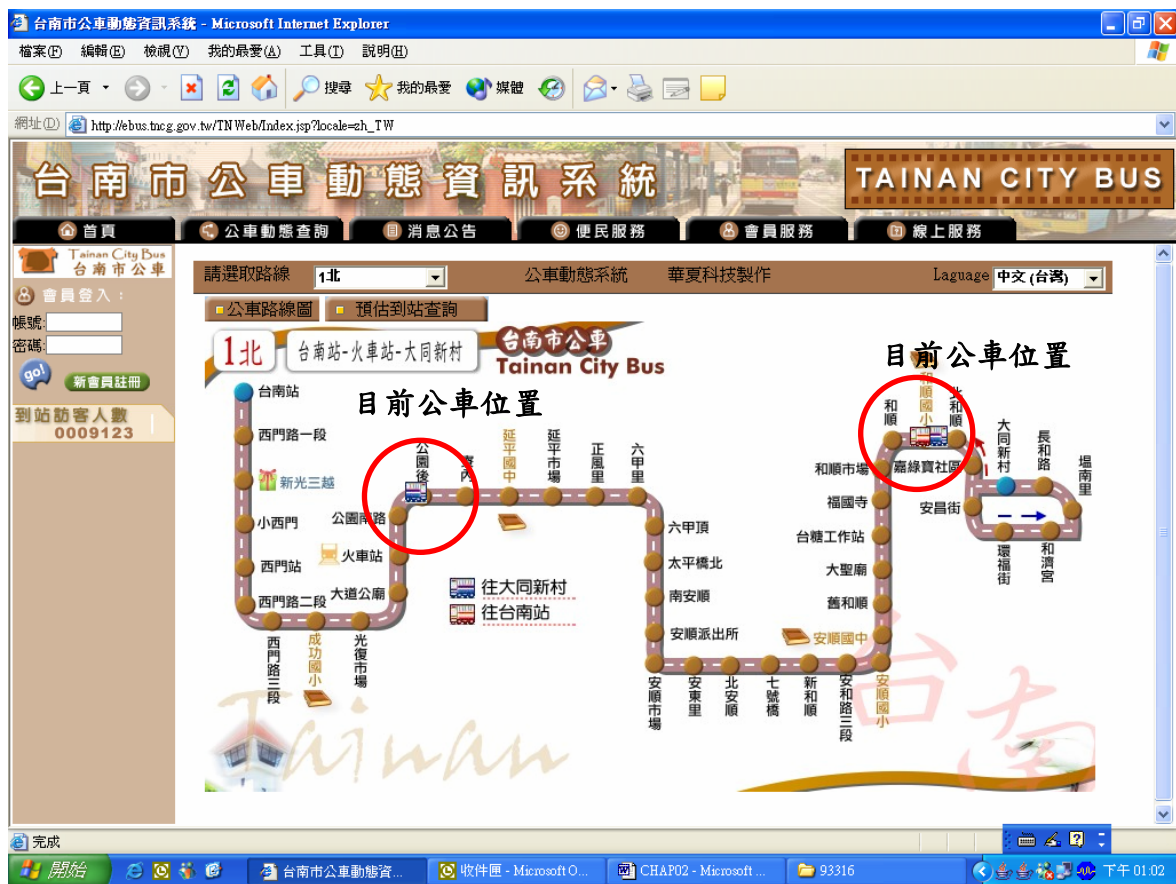 台南市公車動態資訊系統 - Microsoft Internet Explorer
檔案(F) 編輯(E) 檢視(V) 我的最愛(A) 工具(T) 說明(H)
上一頁 搜尋 我的最愛 媒體
網址(D) http://ebus.tncg.gov.tw/TNWeb/Index.jsp?locale=zh_TW
台南市公車動態資訊系統 TAINAN CITY BUS
首頁 公車動態查詢 消息公告 便民服務 會員服務 線上服務
Tainan City Bus
台南市公車
會員登入：
帳號:
密碼:
go! 新會員註冊
到站訪客人數
0009123
請選取路線 1北 公車動態系統 華夏科技製作 Laguage 中文 (台灣)
公車路線圖 預估到站查詢
1北 台南站-火車站-大同新村
台南市公車
Tainan City Bus
目前公車位置
目前公車位置
台南站
西門路一段
新光三越
小西門
西門站
西門路二段
西門路三段
成功國小
光復市場
大道公廟
火車站
公園南路
公園後
寮內
延平國中
延平市場
正風里
六甲里
六甲頂
太平橋北
南安順
安順派出所
安順市場
安東里
北安順
七號橋
新和順
安和路三段
安順國小
安順國中
舊和順
大聖廟
台糖工作站
福國寺
和順市場
和順
和順國小
北和順
嘉綠寶社區
安昌街
大同新村
長和路
塭南里
和濟宮
環福街
往大同新村
往台南站
Tainan
台南
完成
開始 台南市公車動態資... 收件匣 - Microsoft O... CHAP02 - Microsoft ... 93316 下午 01:02